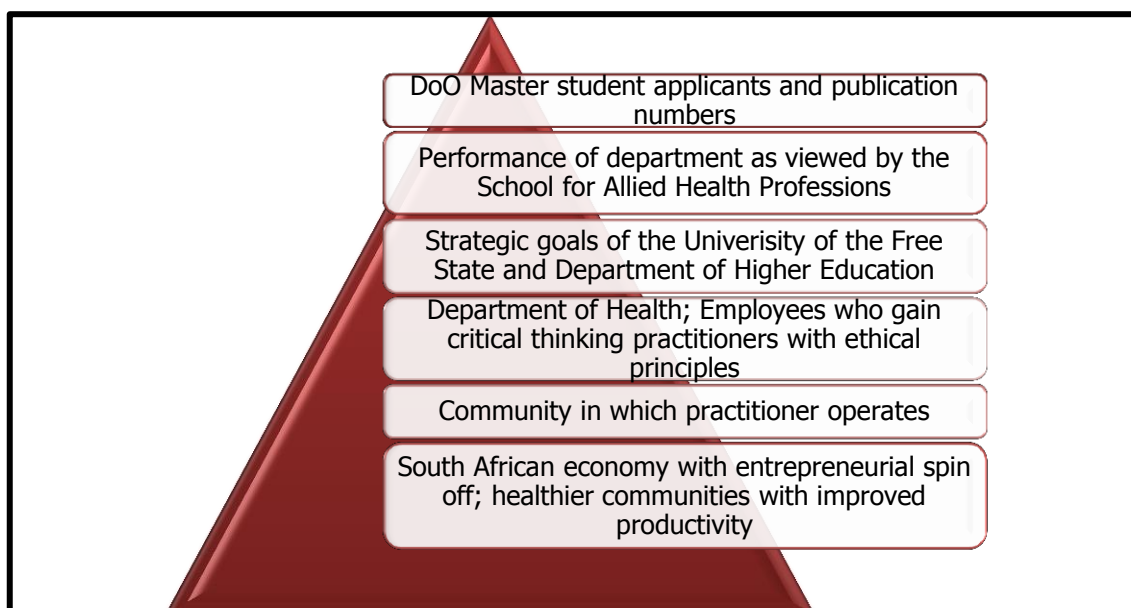 DoO Master student applicants and publication
numbers
Performance of department as viewed by the
School for Allied Health Professions
Strategic goals of the Univerisity of the Free
State and Department of Higher Education
Department of Health; Employees who gain
critical thinking practitioners with ethical
principles
Community in which practitioner operates
South African economy with entrepreneurial spin
off; healthier communities with improved
productivity